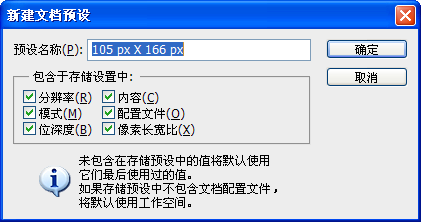 新建文档预设
预设名称(P): 105 px X 166 px
确定
取消
包含于存储设置中:
分辨率(R) 内容(C)
模式(M) 配置文件(O)
位深度(B) 像素长宽比(X)
未包含在存储预设中的值将默认使用
它们最后使用过的值。
如果存储预设中不包含文档配置文件，
将默认使用工作空间。